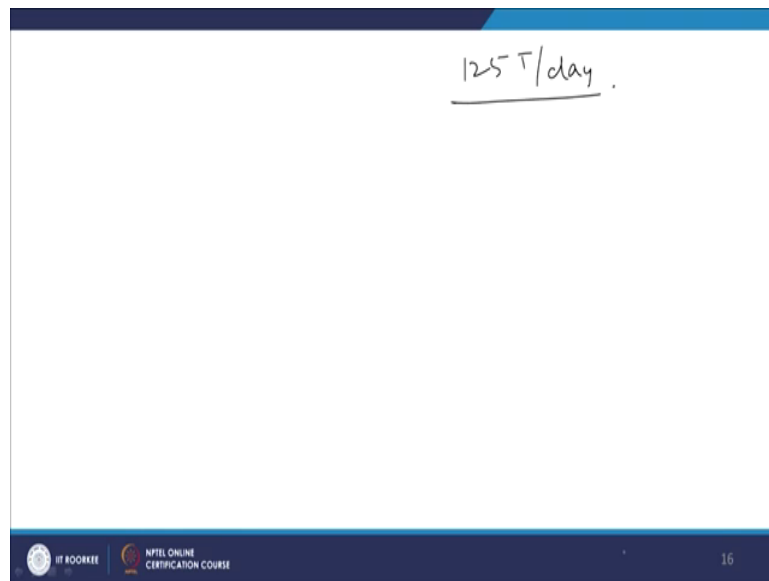 125 T/day.
IIT ROORKEE
NPTEL ONLINE
CERTIFICATION COURSE
16